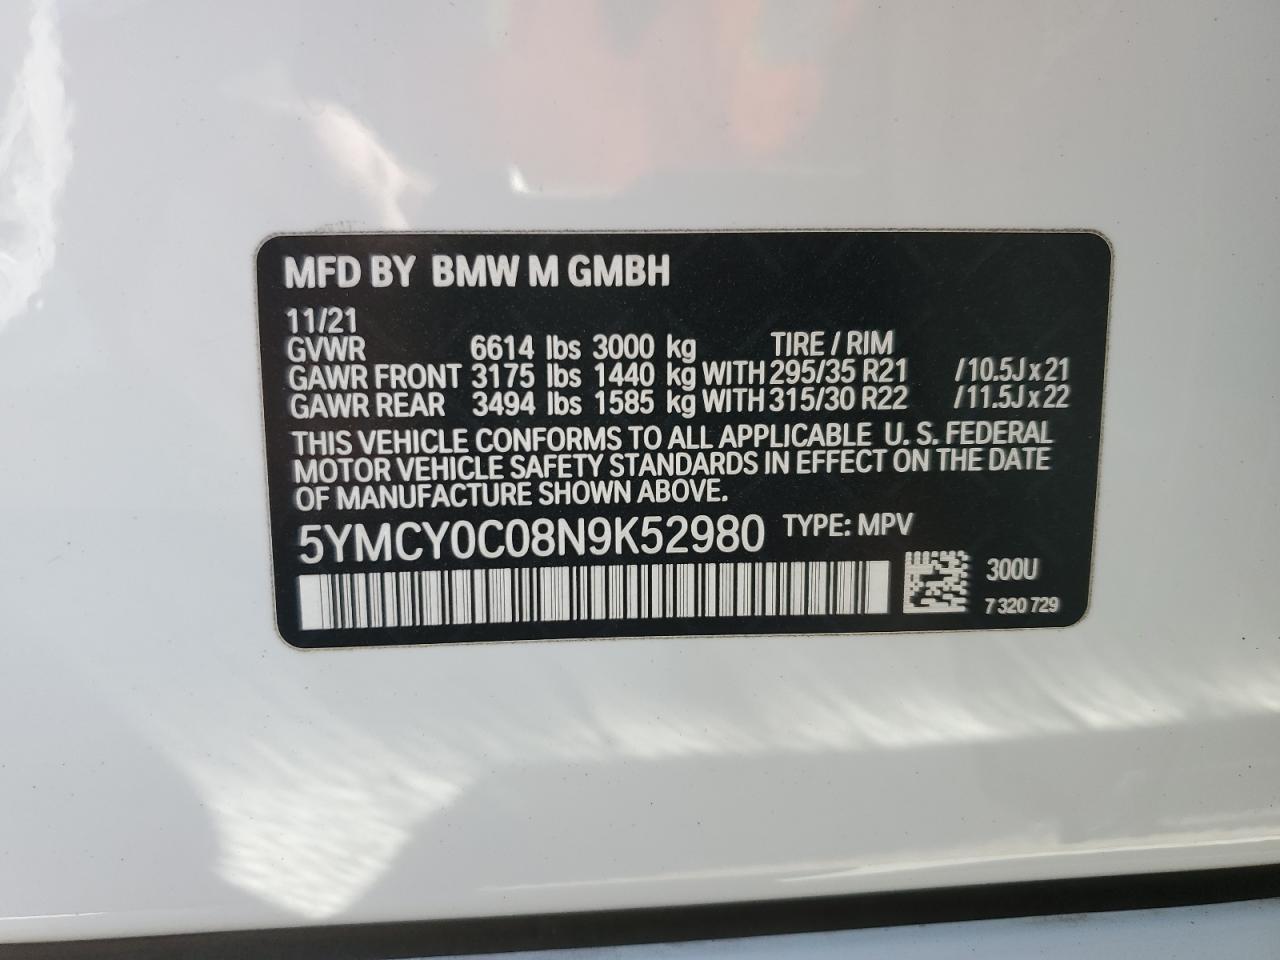 MFD BY BMW M GMBH
11/21
GVWR 6614 lbs 3000 kg TIRE / RIM
GAWR FRONT 3175 lbs 1440 kg WITH 295/35 R21 /10.5J x 21
GAWR REAR 3494 lbs 1585 kg WITH 315/30 R22 /11.5J x 22
THIS VEHICLE CONFORMS TO ALL APPLICABLE U. S. FEDERAL
MOTOR VEHICLE SAFETY STANDARDS IN EFFECT ON THE DATE
OF MANUFACTURE SHOWN ABOVE.
5YMCY0C08N9K52980 TYPE: MPV
300U
7 320 729